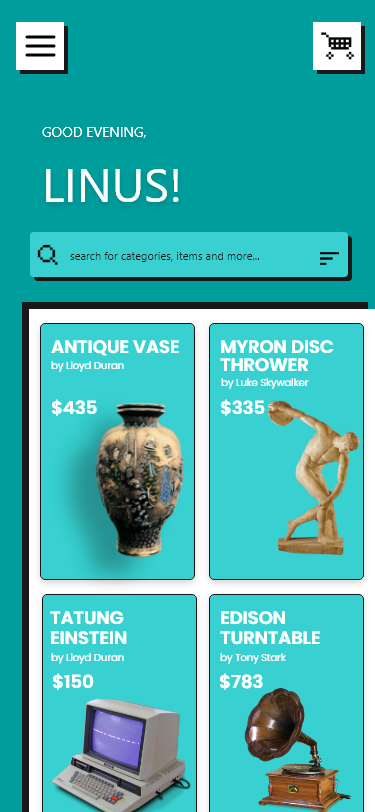 GOOD EVENING,
LINUS!
search for categories, items and more...
ANTIQUE VASE
by Lloyd Duran
$435
MYRON DISC
THROWER
by Luke Skywalker
$335
TATUNG
EINSTEIN
by Lloyd Duran
$150
EDISON
TURNTABLE
by Tony Stark
$783